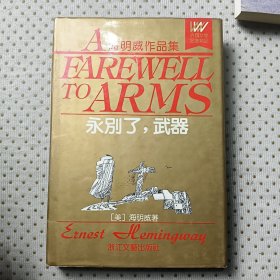 海明威作品集
A
FAREWELL
TO ARMS
永别了，武器
[美] 海明威著
Ernest Hemingway
浙江文艺出版社